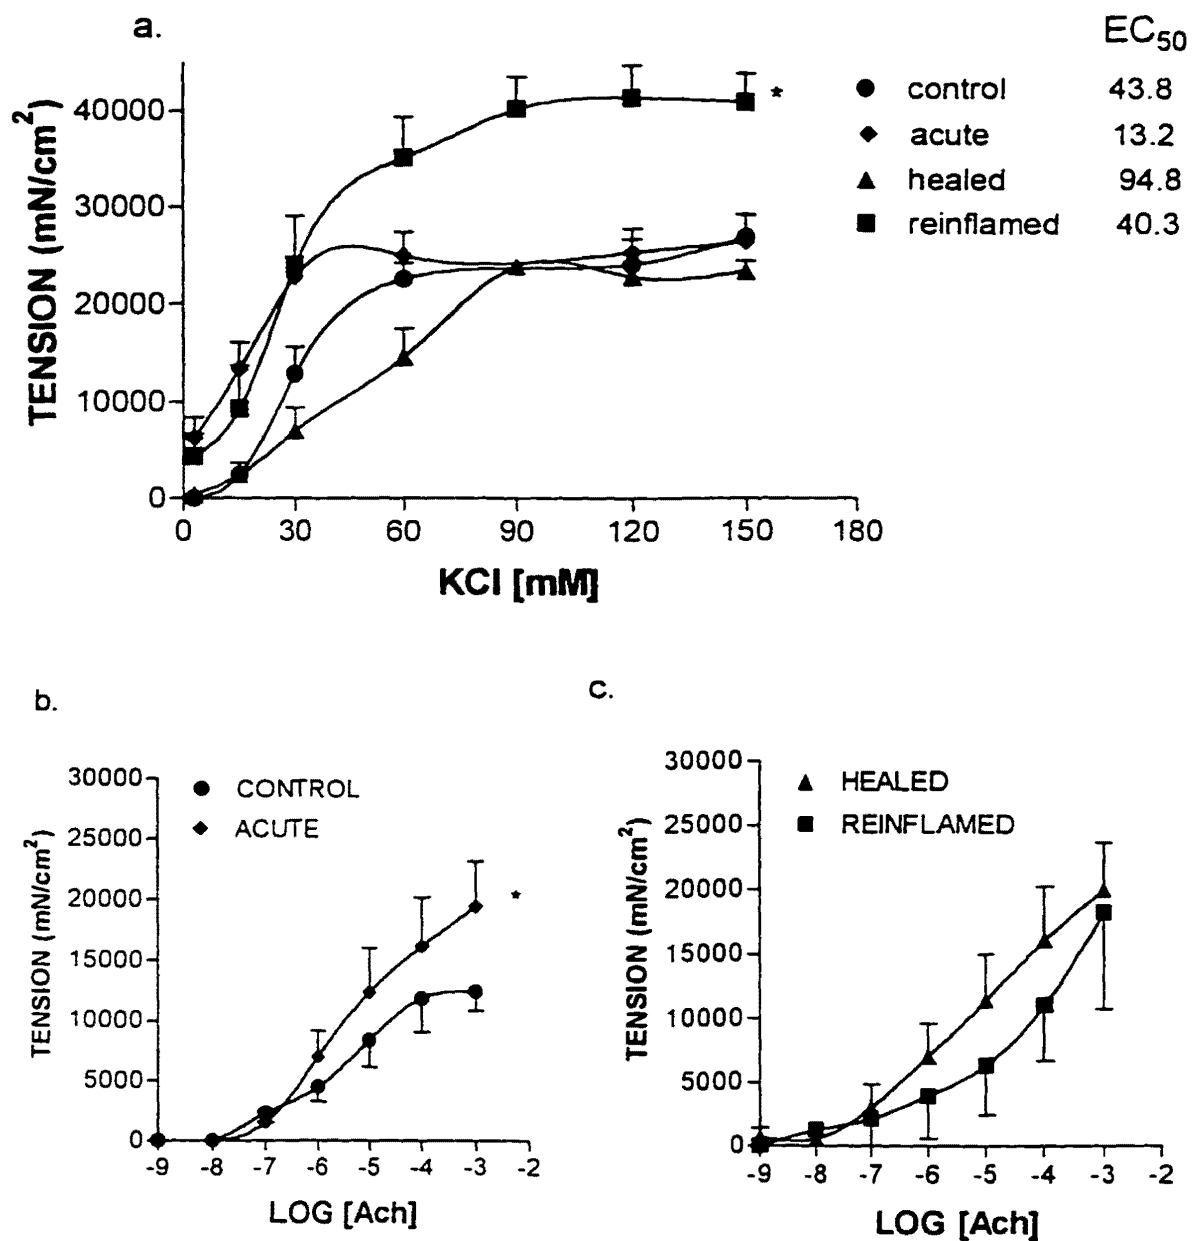 a.
EC50
control 43.8
acute 13.2
healed 94.8
reinflamed 40.3
*
TENSION (mN/cm2)
40000
30000
20000
10000
0
0 30 60 90 120 150 180
KCl [mM]
b.
CONTROL
ACUTE
*
TENSION (mN/cm2)
30000
25000
20000
15000
10000
5000
0
-9 -8 -7 -6 -5 -4 -3 -2
LOG [Ach]
c.
HEALED
REINFLAMED
TENSION (mN/cm2)
30000
25000
20000
15000
10000
5000
0
-9 -8 -7 -6 -5 -4 -3 -2
LOG [Ach]